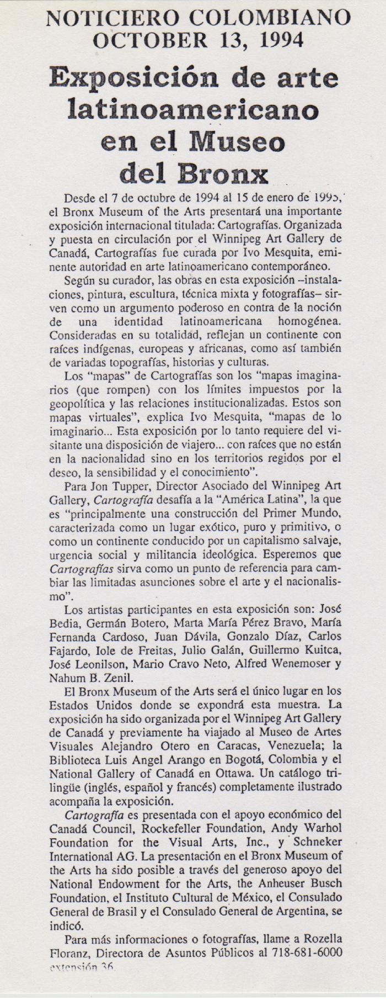 NOTICIERO COLOMBIANO
OCTOBER 13, 1994
Exposición de arte
latinoamericano
en el Museo
del Bronx
Desde el 7 de octubre de 1994 al 15 de enero de 1995,
el Bronx Museum of the Arts presentará una importante
exposición internacional titulada: Cartografías. Organizada
y puesta en circulación por el Winnipeg Art Gallery de
Canadá, Cartografías fue curada por Ivo Mesquita, emi-
nente autoridad en arte latinoamericano contemporáneo.
Según su curador, las obras en esta exposición –instala-
ciones, pintura, escultura, técnica mixta y fotografías– sir-
ven como un argumento poderoso en contra de la noción
de una identidad latinoamericana homogénea.
Consideradas en su totalidad, reflejan un continente con
raíces indígenas, europeas y africanas, como así también
de variadas topografías, historias y culturas.
Los “mapas” de Cartografías son los “mapas imagina-
rios (que rompen) con los límites impuestos por la
geopolítica y las relaciones institucionalizadas. Estos son
mapas virtuales”, explica Ivo Mesquita, “mapas de lo
imaginario... Esta exposición por lo tanto requiere del vi-
sitante una disposición de viajero... con raíces que no están
en la nacionalidad sino en los territorios regidos por el
deseo, la sensibilidad y el conocimiento”.
Para Jon Tupper, Director Asociado del Winnipeg Art
Gallery, Cartografía desafía a la “América Latina”, la que
es “principalmente una construcción del Primer Mundo,
caracterizada como un lugar exótico, puro y primitivo, o
como un continente conducido por un capitalismo salvaje,
urgencia social y militancia ideológica. Esperemos que
Cartografías sirva como un punto de referencia para cam-
biar las limitadas asunciones sobre el arte y el nacionalis-
mo”.
Los artistas participantes en esta exposición son: José
Bedia, Germán Botero, Marta María Pérez Bravo, María
Fernanda Cardoso, Juan Dávila, Gonzalo Díaz, Carlos
Fajardo, Iole de Freitas, Julio Galán, Guillermo Kuitca,
José Leonilson, Mario Cravo Neto, Alfred Wenemoser y
Nahum B. Zenil.
El Bronx Museum of the Arts será el único lugar en los
Estados Unidos donde se expondrá esta muestra. La
exposición ha sido organizada por el Winnipeg Art Gallery
de Canadá y previamente ha viajado al Museo de Artes
Visuales Alejandro Otero en Caracas, Venezuela; la
Biblioteca Luis Angel Arango en Bogotá, Colombia y el
National Gallery of Canadá en Ottawa. Un catálogo tri-
lingüe (inglés, español y francés) completamente ilustrado
acompaña la exposición.
Cartografía es presentada con el apoyo económico del
Canadá Council, Rockefeller Foundation, Andy Warhol
Foundation for the Visual Arts, Inc., y Schneker
International AG. La presentación en el Bronx Museum of
the Arts ha sido posible a través del generoso apoyo del
National Endowment for the Arts, the Anheuser Busch
Foundation, el Instituto Cultural de México, el Consulado
General de Brasil y el Consulado General de Argentina, se
indicó.
Para más informaciones o fotografías, llame a Rozella
Floranz, Directora de Asuntos Públicos al 718-681-6000
extensión 36.